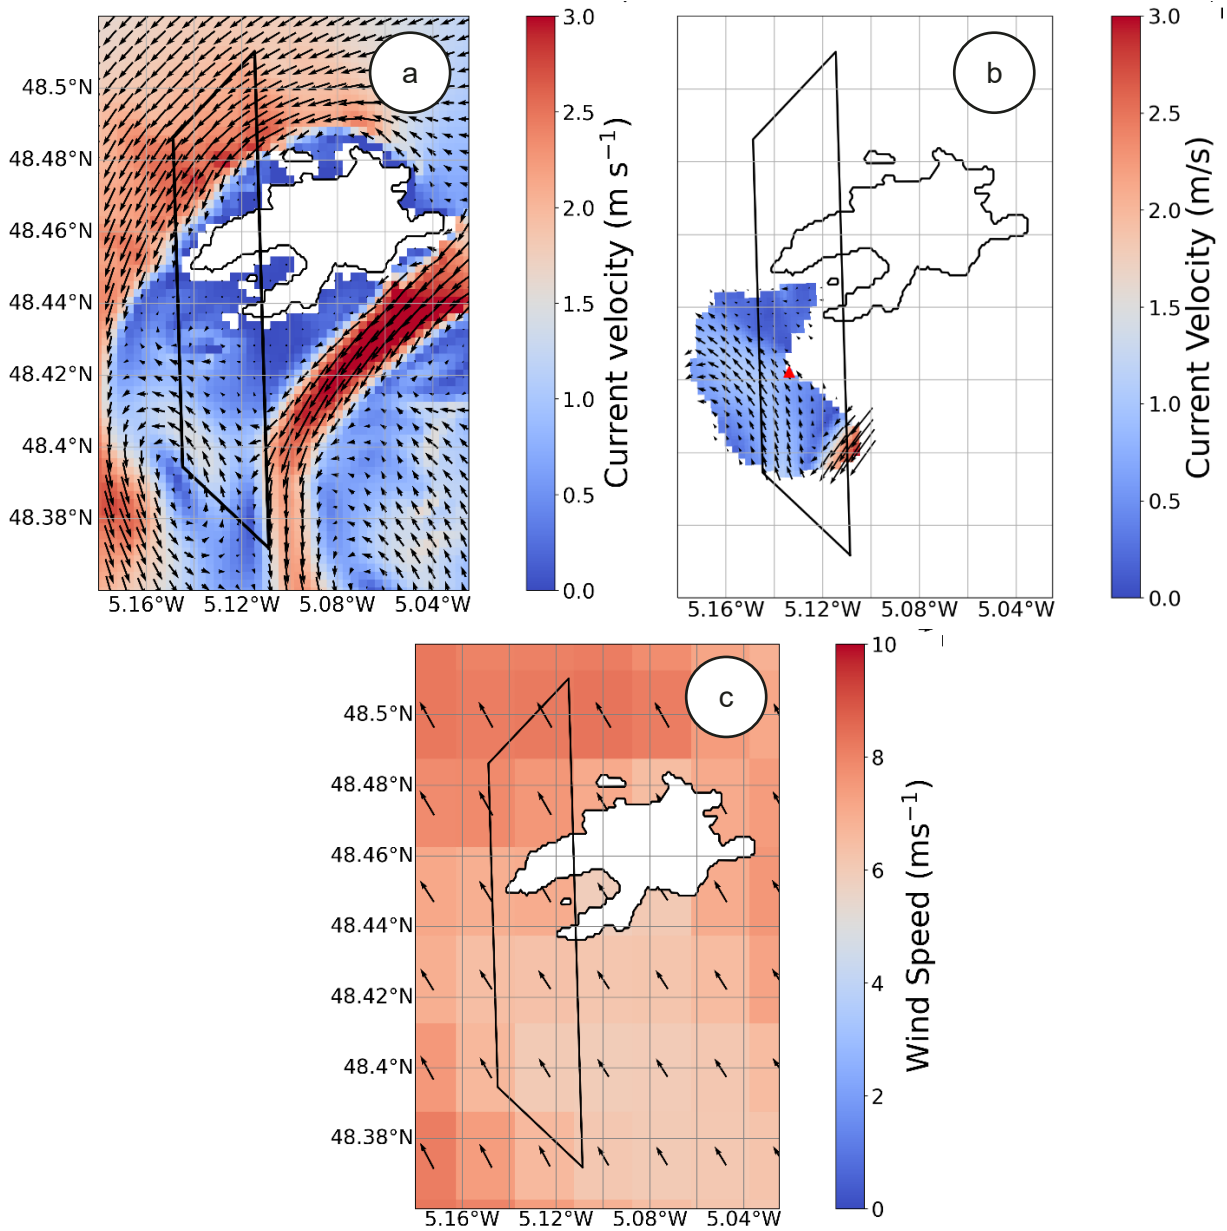 a
48.5°N
48.48°N
48.46°N
48.44°N
48.42°N
48.4°N
48.38°N
5.16°W 5.12°W 5.08°W 5.04°W
3.0
2.5
2.0
1.5
1.0
0.5
0.0
Current velocity (m s⁻¹)
b
5.16°W 5.12°W 5.08°W 5.04°W
3.0
2.5
2.0
1.5
1.0
0.5
0.0
Current Velocity (m/s)
c
48.5°N
48.48°N
48.46°N
48.44°N
48.42°N
48.4°N
48.38°N
5.16°W 5.12°W 5.08°W 5.04°W
10
8
6
4
2
0
Wind Speed (ms⁻¹)